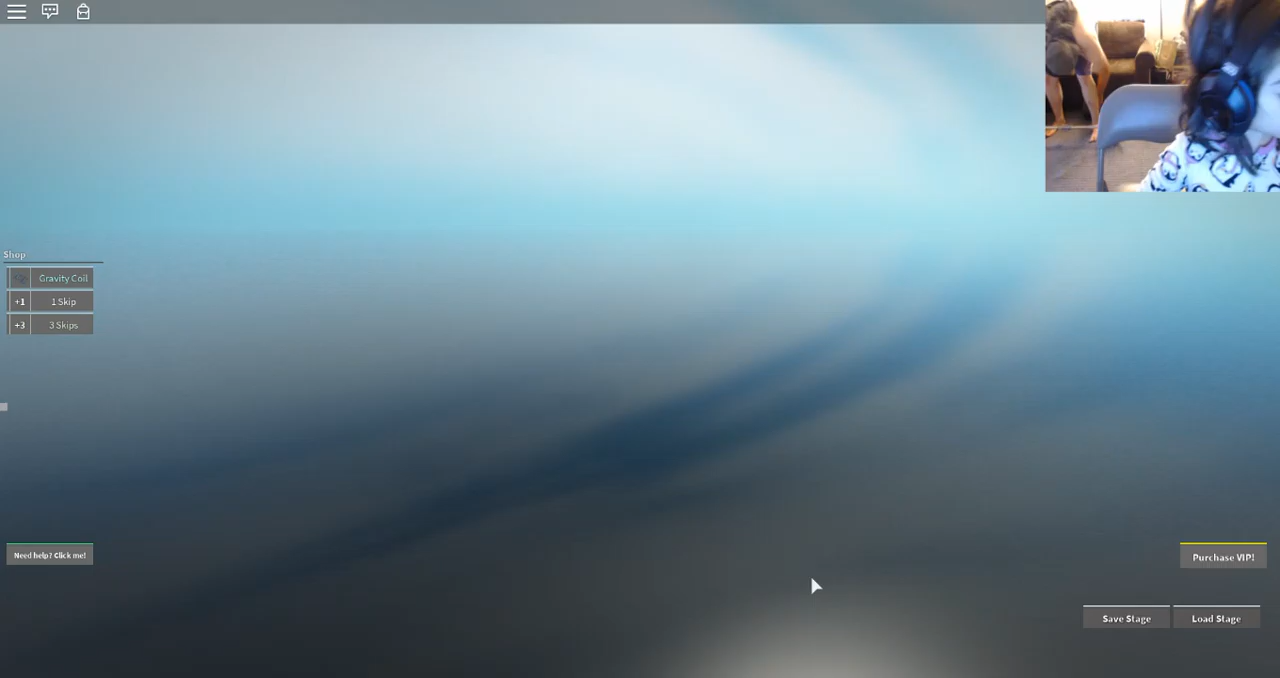 Shop
Gravity Coil
+1 1 Skip
+3 3 Skips
Need help? Click me!
Purchase VIP!
Save Stage Load Stage